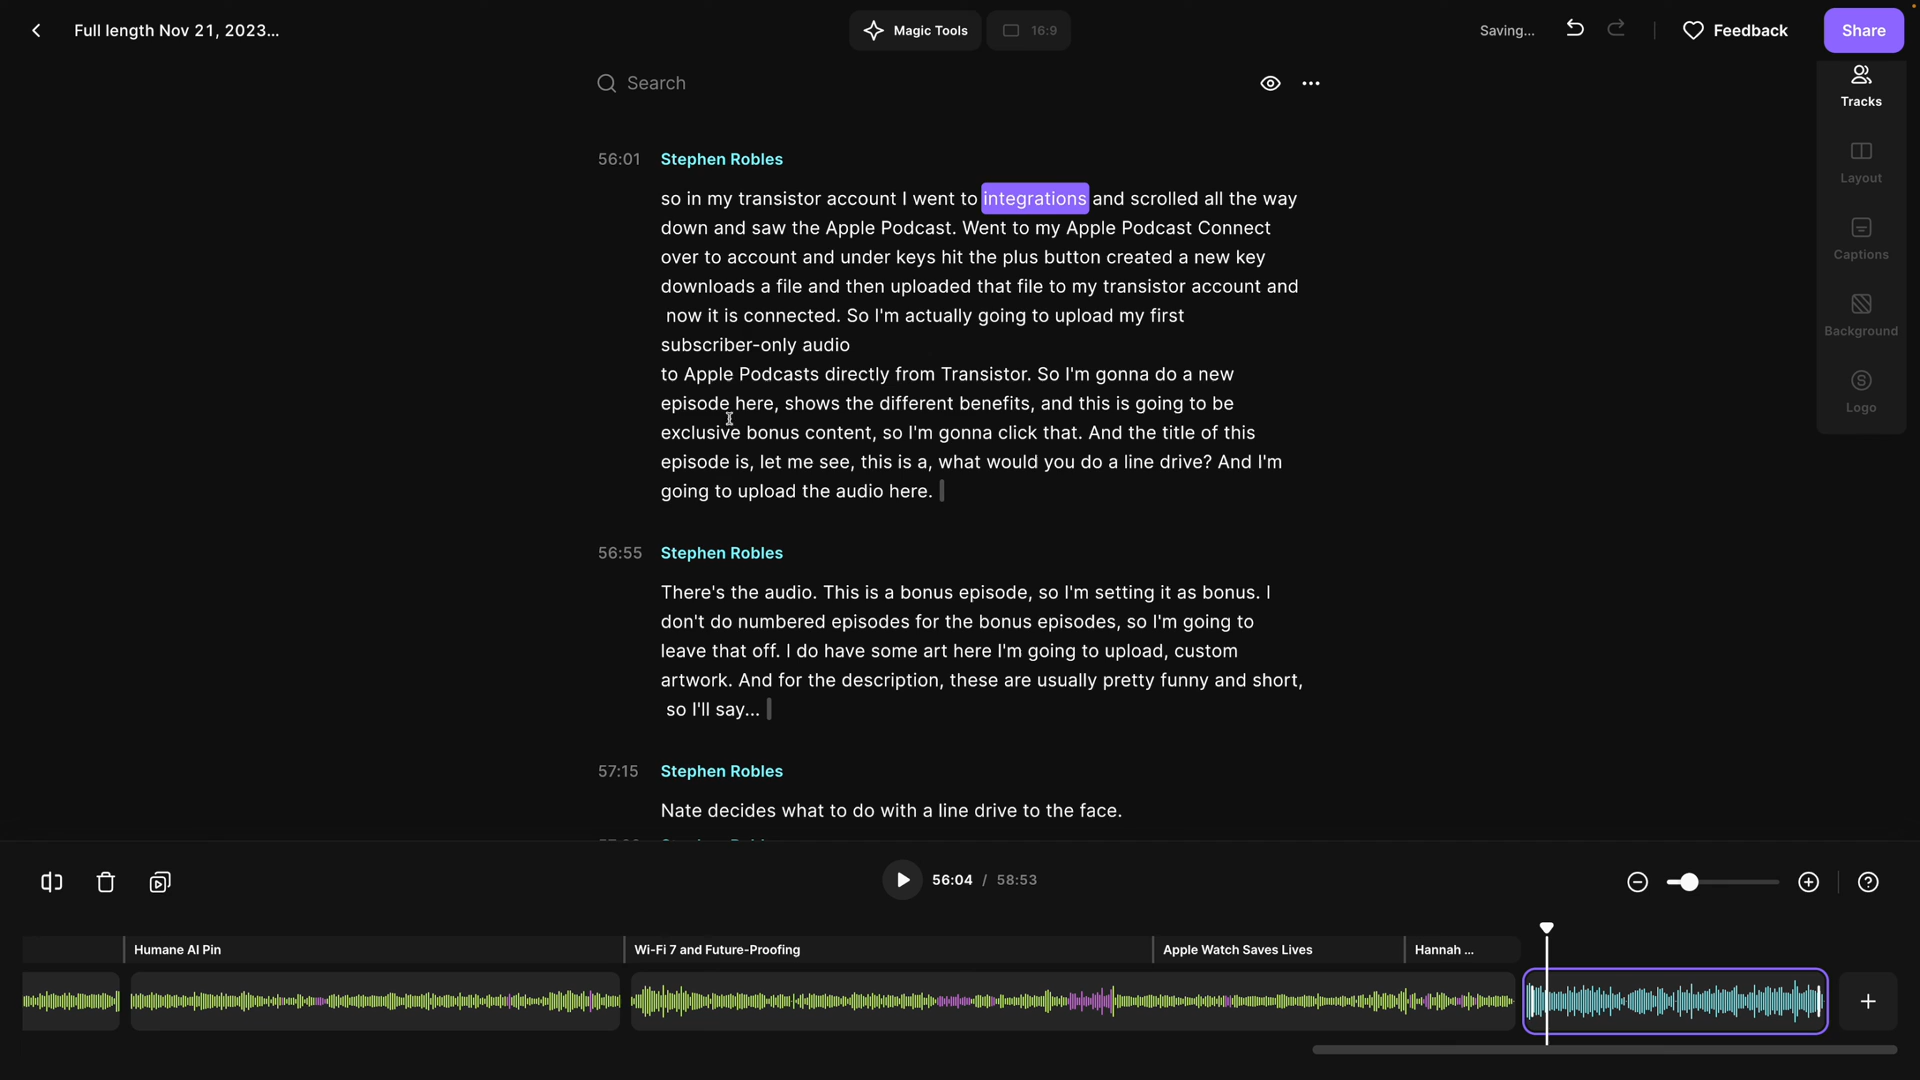 Full length Nov 21, 2023...
Magic Tools
16:9
Saving...
Feedback
Share
Search
Tracks
Layout
Captions
Background
Logo
56:01 Stephen Robles
so in my transistor account I went to integrations and scrolled all the way
down and saw the Apple Podcast. Went to my Apple Podcast Connect
over to account and under keys hit the plus button created a new key
downloads a file and then uploaded that file to my transistor account and
now it is connected. So I'm actually going to upload my first
subscriber-only audio
to Apple Podcasts directly from Transistor. So I'm gonna do a new
episode here, shows the different benefits, and this is going to be
exclusive bonus content, so I'm gonna click that. And the title of this
episode is, let me see, this is a, what would you do a line drive? And I'm
going to upload the audio here.
56:55 Stephen Robles
There's the audio. This is a bonus episode, so I'm setting it as bonus. I
don't do numbered episodes for the bonus episodes, so I'm going to
leave that off. I do have some art here I'm going to upload, custom
artwork. And for the description, these are usually pretty funny and short,
so I'll say...
57:15 Stephen Robles
Nate decides what to do with a line drive to the face.
56:04 / 58:53
Humane AI Pin
Wi-Fi 7 and Future-Proofing
Apple Watch Saves Lives
Hannah ...